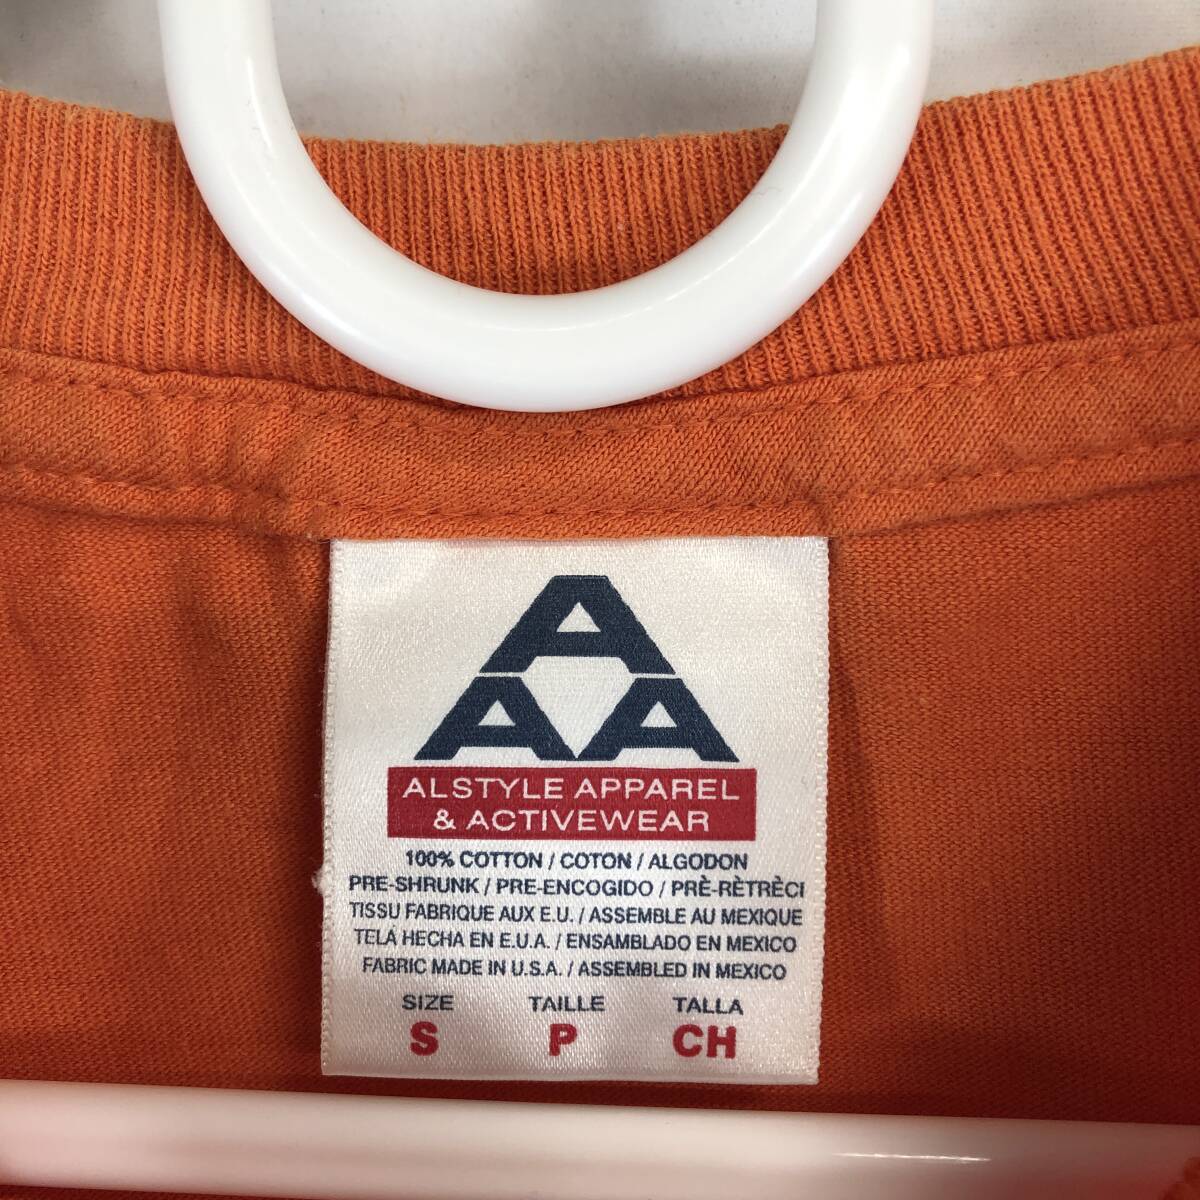 A
A A
ALSTYLE APPAREL
& ACTIVEWEAR
100% COTTON / COTON / ALGODON
PRE-SHRUNK / PRE-ENCOGIDO / PRÈ-RÈTRÈCI
TISSU FABRIQUE AUX E.U. / ASSEMBLE AU MEXIQUE
TELA HECHA EN E.U.A. / ENSAMBLADO EN MEXICO
FABRIC MADE IN U.S.A. / ASSEMBLED IN MEXICO
SIZE TAILLE TALLA
S P CH